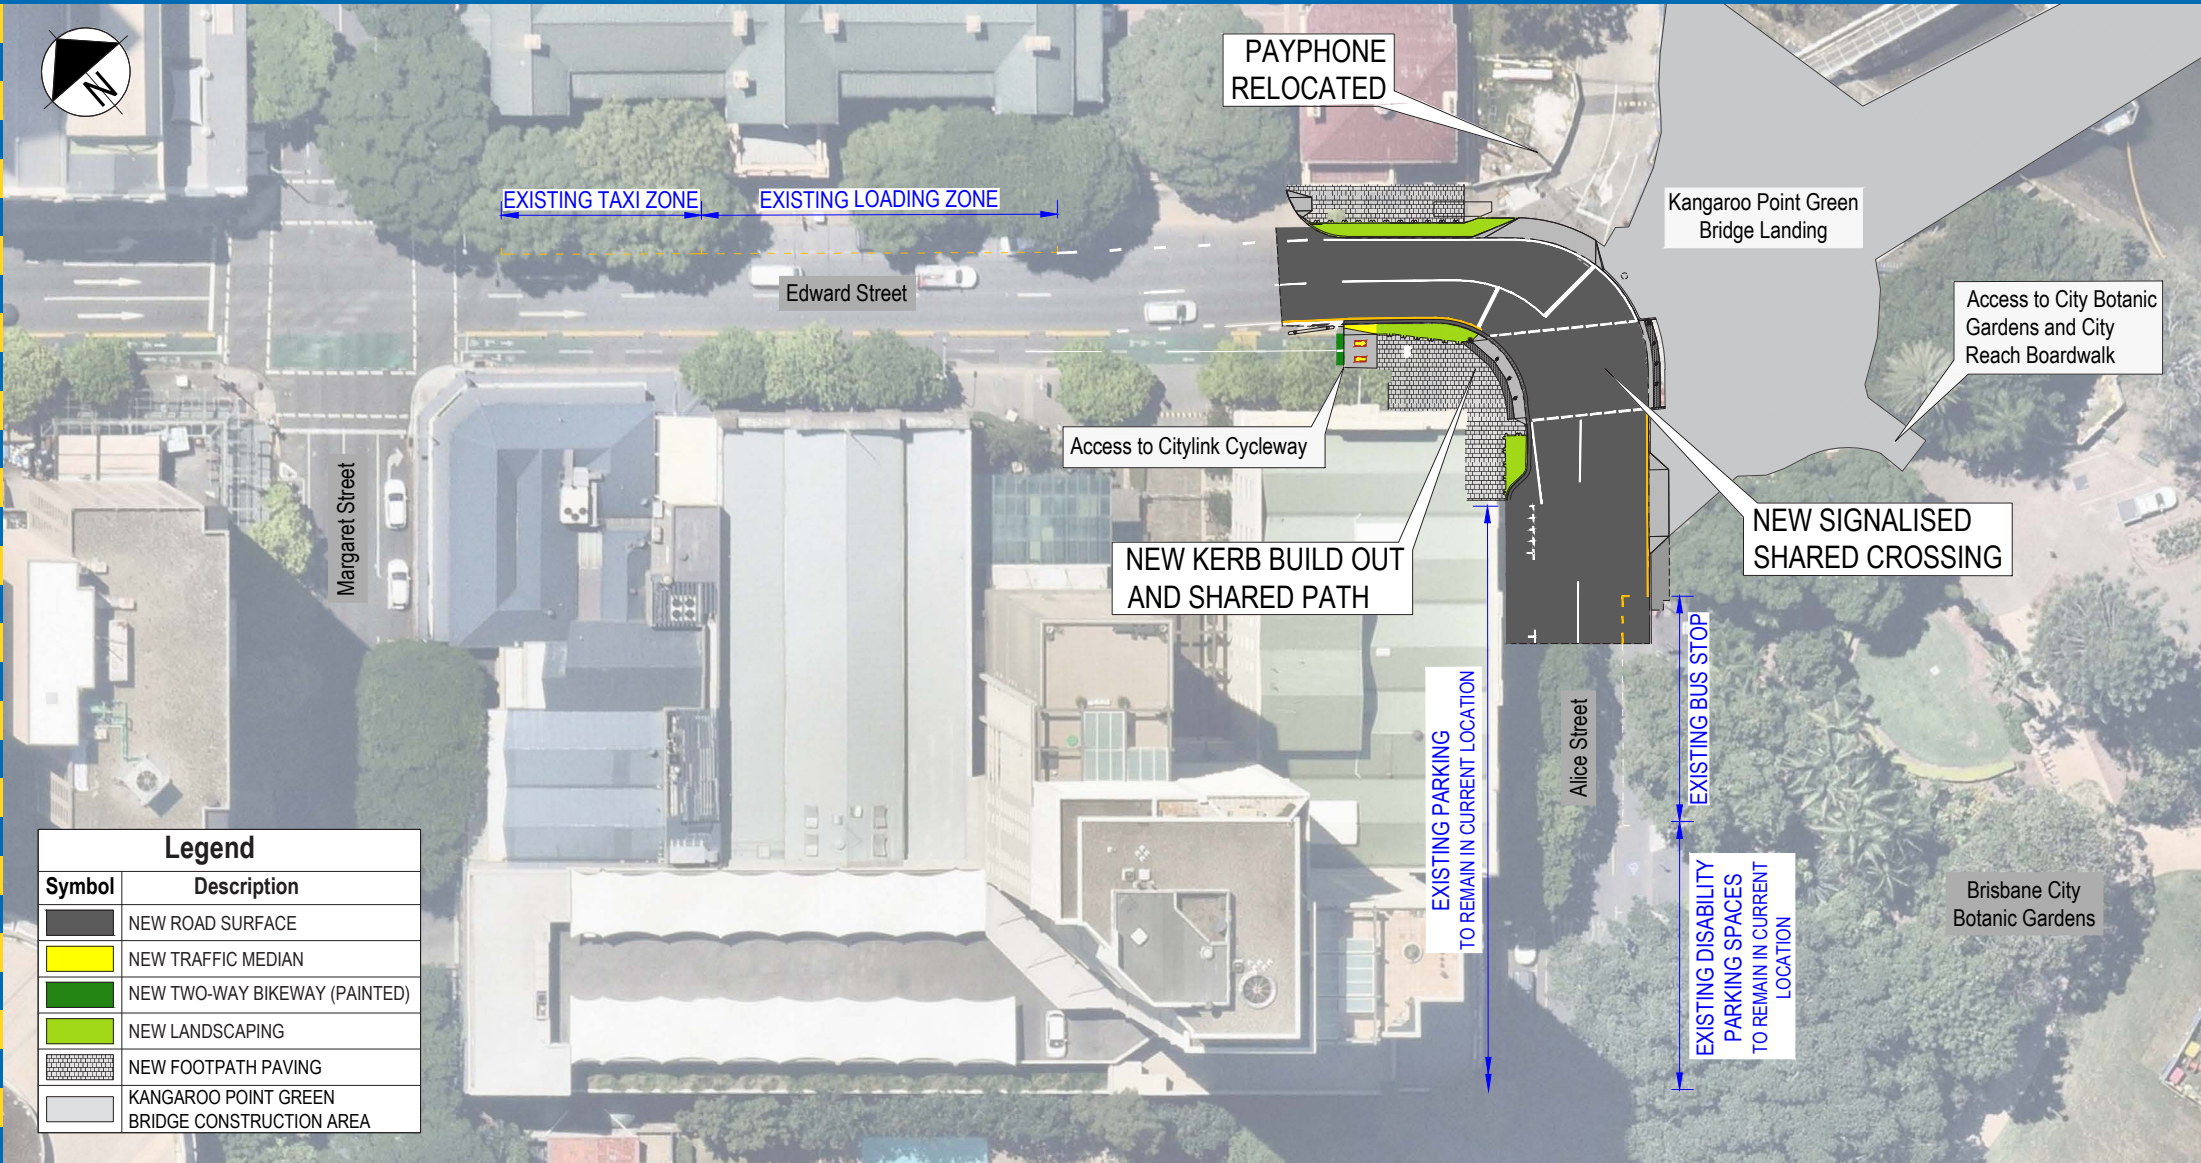 N
PAYPHONE
RELOCATED
EXISTING TAXI ZONE
EXISTING LOADING ZONE
Kangaroo Point Green
Bridge Landing
Edward Street
Access to City Botanic
Gardens and City
Reach Boardwalk
Access to Citylink Cycleway
Margaret Street
NEW SIGNALISED
SHARED CROSSING
NEW KERB BUILD OUT
AND SHARED PATH
EXISTING BUS STOP
EXISTING PARKING
TO REMAIN IN CURRENT LOCATION
Alice Street
EXISTING DISABILITY
PARKING SPACES
TO REMAIN IN CURRENT
LOCATION
Brisbane City
Botanic Gardens
Legend
Symbol Description
NEW ROAD SURFACE
NEW TRAFFIC MEDIAN
NEW TWO-WAY BIKEWAY (PAINTED)
NEW LANDSCAPING
NEW FOOTPATH PAVING
KANGAROO POINT GREEN
BRIDGE CONSTRUCTION AREA